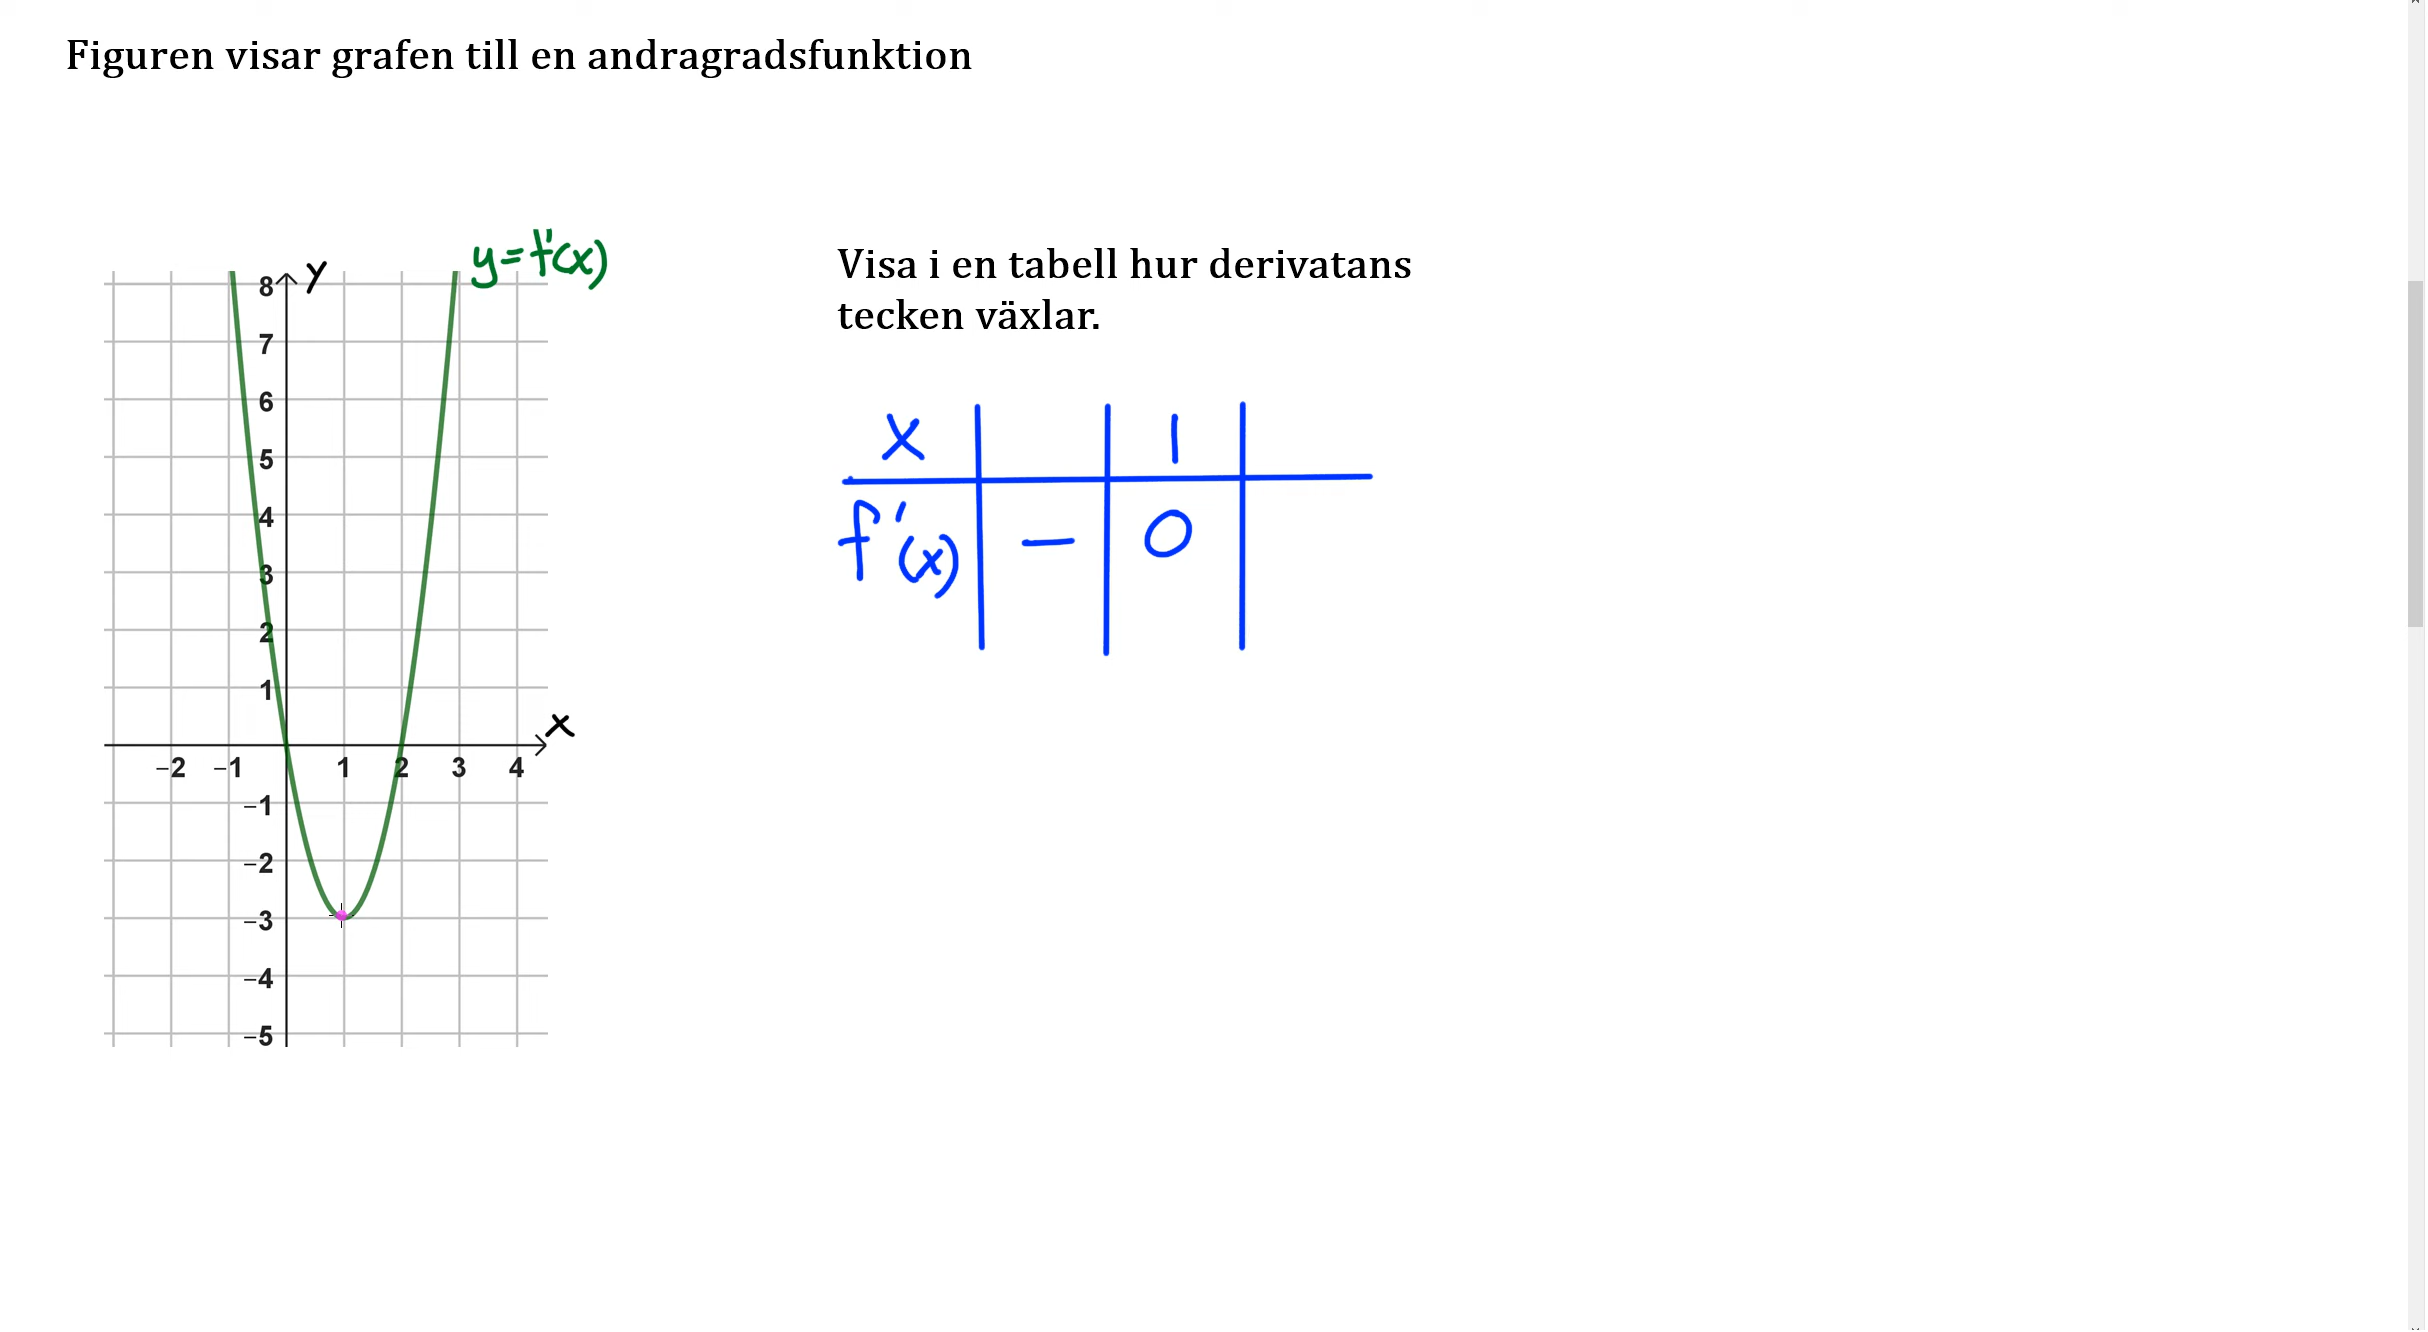 Figuren visar grafen till en andragradsfunktion
y=f'(x)
Visa i en tabell hur derivatans
tecken växlar.
x 1
f'(x) − 0
y
8
7
6
5
4
3
2
1
x
−2 −1 1 2 3 4
−1
−2
−3
−4
−5